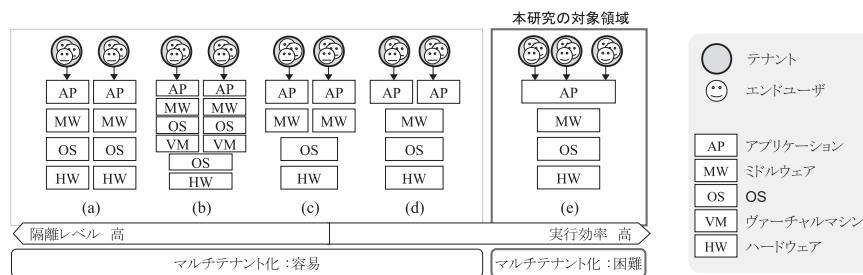 本研究の対象領域
AP AP
MW MW
OS OS
HW HW
(a)
AP AP
MW MW
OS OS
VM VM
OS
HW
(b)
AP AP
MW MW
OS
HW
(c)
AP AP
MW
OS
HW
(d)
AP
MW
OS
HW
(e)
隔離レベル 高
実行効率 高
マルチテナント化：容易
マルチテナント化：困難
テナント
エンドユーザ
AP アプリケーション
MW ミドルウェア
OS OS
VM ヴァーチャルマシン
HW ハードウェア